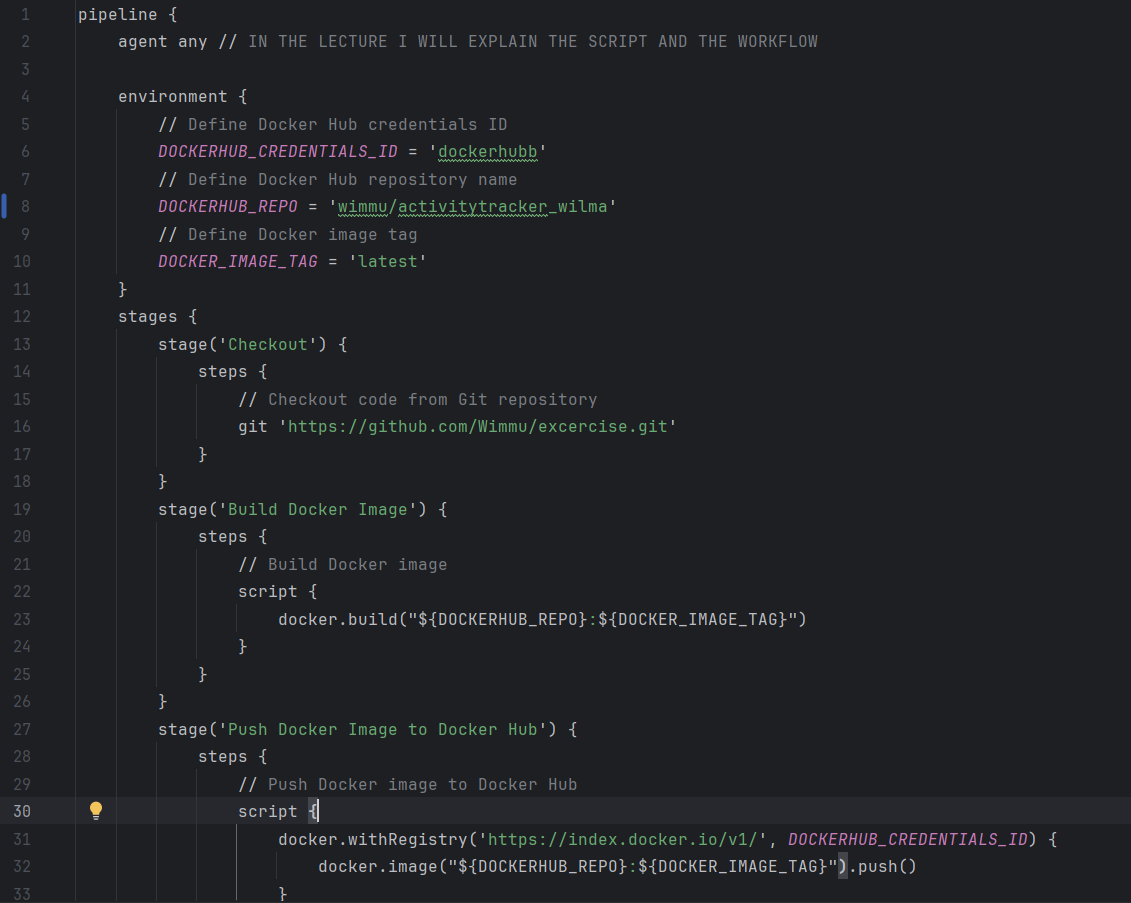 1 pipeline {
2 agent any // IN THE LECTURE I WILL EXPLAIN THE SCRIPT AND THE WORKFLOW
3
4 environment {
5 // Define Docker Hub credentials ID
6 DOCKERHUB_CREDENTIALS_ID = 'dockerhubb'
7 // Define Docker Hub repository name
8 DOCKERHUB_REPO = 'wimmu/activitytracker_wilma'
9 // Define Docker image tag
10 DOCKER_IMAGE_TAG = 'latest'
11 }
12 stages {
13 stage('Checkout') {
14 steps {
15 // Checkout code from Git repository
16 git 'https://github.com/Wimmu/excercise.git'
17 }
18 }
19 stage('Build Docker Image') {
20 steps {
21 // Build Docker image
22 script {
23 docker.build("${DOCKERHUB_REPO}:${DOCKER_IMAGE_TAG}")
24 }
25 }
26 }
27 stage('Push Docker Image to Docker Hub') {
28 steps {
29 // Push Docker image to Docker Hub
30 script {
31 docker.withRegistry('https://index.docker.io/v1/', DOCKERHUB_CREDENTIALS_ID) {
32 docker.image("${DOCKERHUB_REPO}:${DOCKER_IMAGE_TAG}").push()
33 }